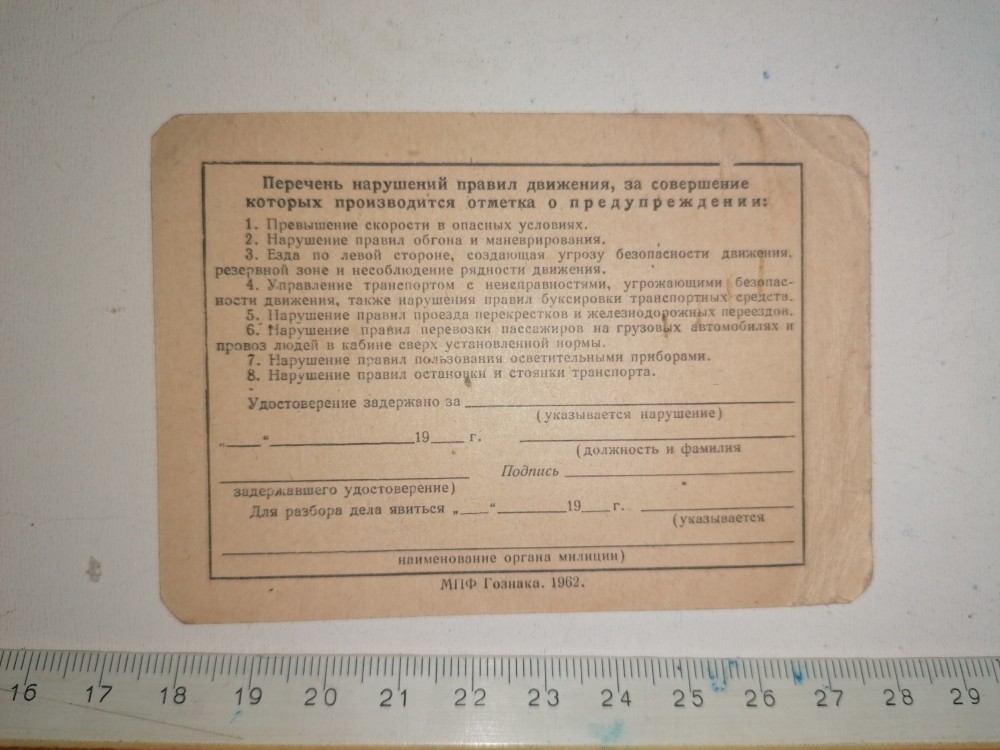 Перечень нарушений правил движения, за совершение
которых производится отметка о предупреждении:
1. Превышение скорости в опасных условиях.
2. Нарушение правил обгона и маневрирования.
3. Езда по левой стороне, создающая угрозу безопасности движения,
резервной зоне и несоблюдение рядности движения.
4. Управление транспортом с неисправностями, угрожающими безопас-
ности движения, также нарушения правил буксировки транспортных средств.
5. Нарушение правил проезда перекрестков и железнодорожных переездов.
6. Нарушение правил перевозки пассажиров на грузовых автомобилях и
провоз людей в кабине сверх установленной нормы.
7. Нарушение правил пользования осветительными приборами.
8. Нарушение правил остановки и стоянки транспорта.
Удостоверение задержано за
(указывается нарушение)
„___“ ___ 19___ г.
(должность и фамилия
Подпись
задержавшего удостоверение)
Для разбора дела явиться „___“ ___ 19___ г.
(указывается
наименование органа милиции)
МПФ Гознака. 1962.
16 17 18 19 20 21 22 23 24 25 26 27 28 29